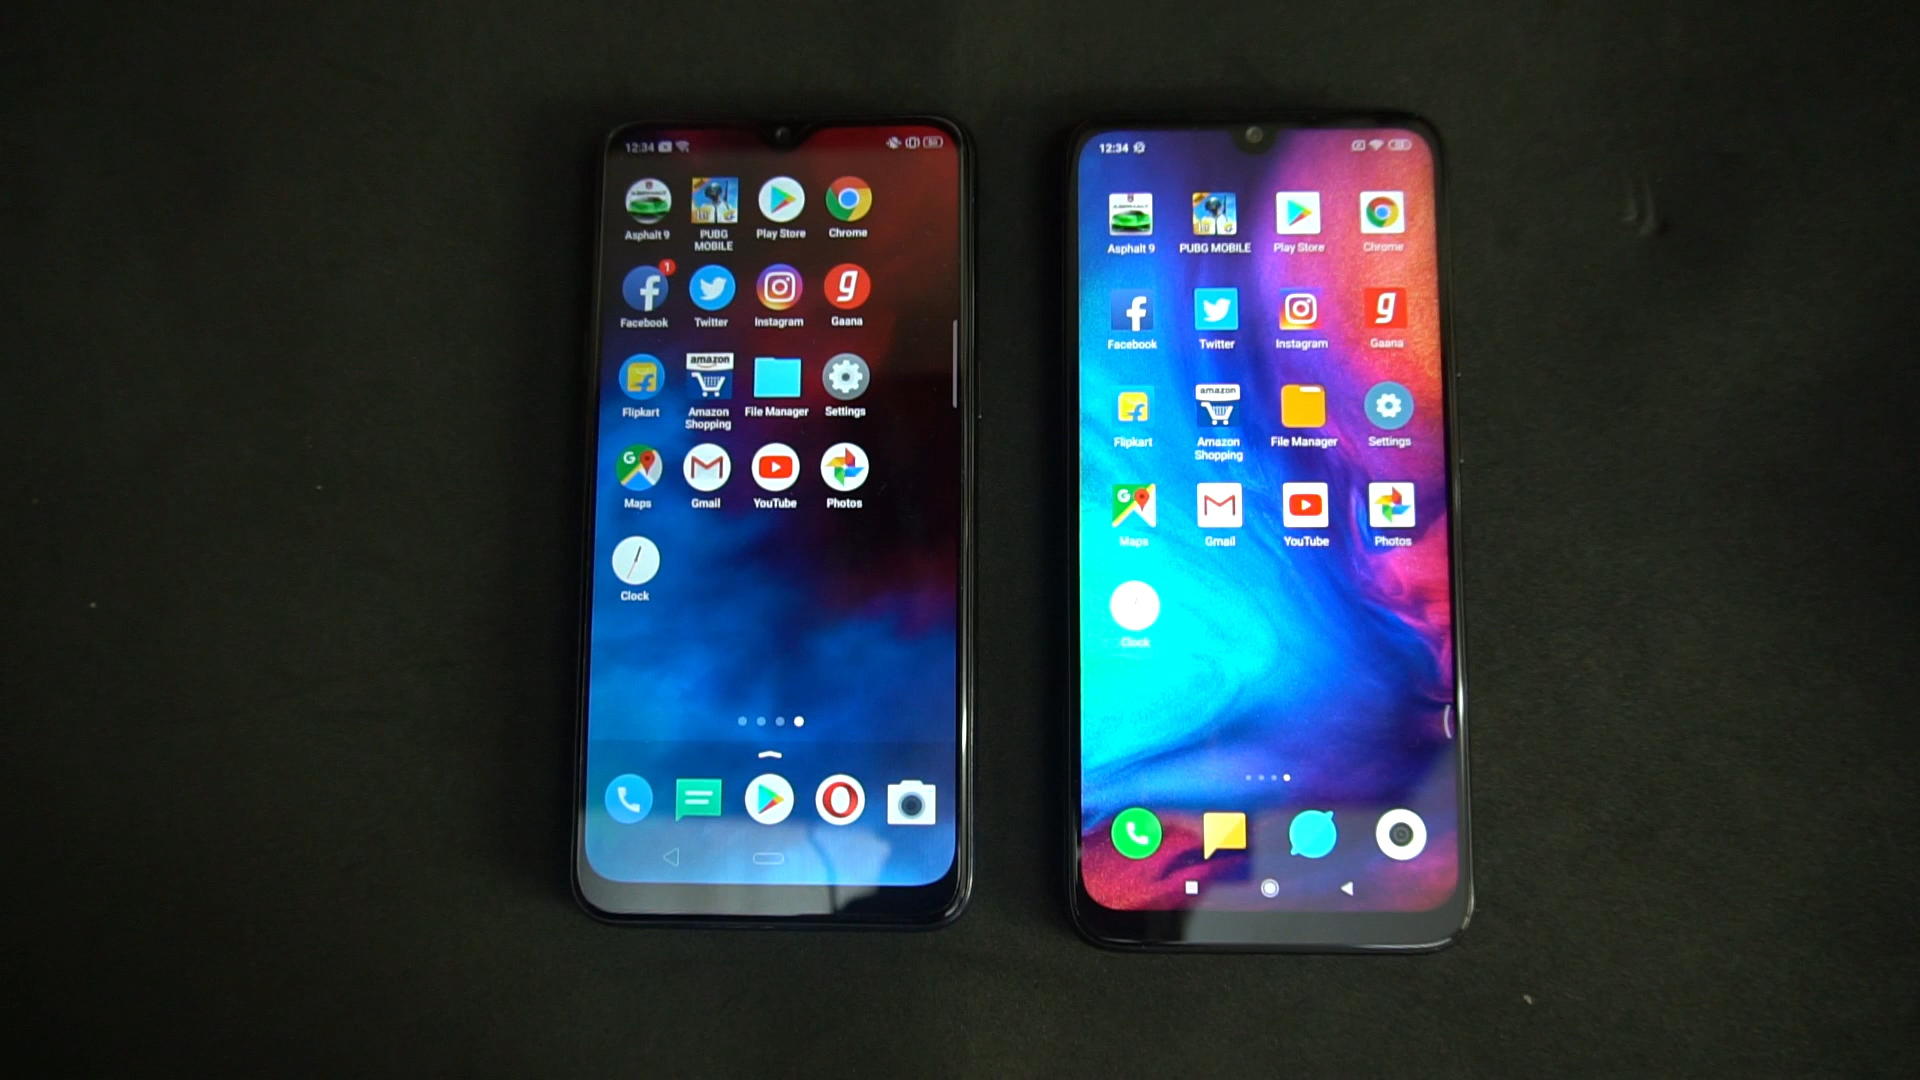 12:34
Asphalt 9
PUBG MOBILE
Play Store
Chrome
1
Facebook
Twitter
Instagram
Gaana
amazon
Flipkart
Amazon Shopping
File Manager
Settings
Maps
Gmail
YouTube
Photos
Clock
12:34
Asphalt 9
PUBG MOBILE
Play Store
Chrome
Facebook
Twitter
Instagram
Gaana
amazon
Flipkart
Amazon Shopping
File Manager
Settings
Maps
Gmail
YouTube
Photos
Clock